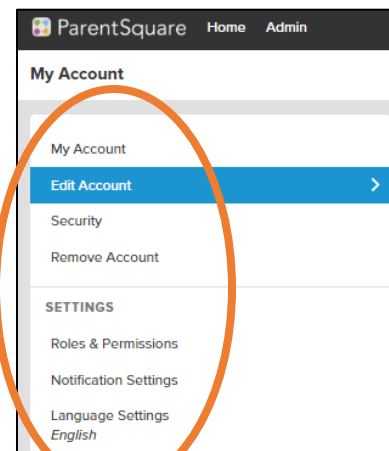 ParentSquare Home Admin
My Account
My Account
Edit Account
Security
Remove Account
SETTINGS
Roles & Permissions
Notification Settings
Language Settings
English